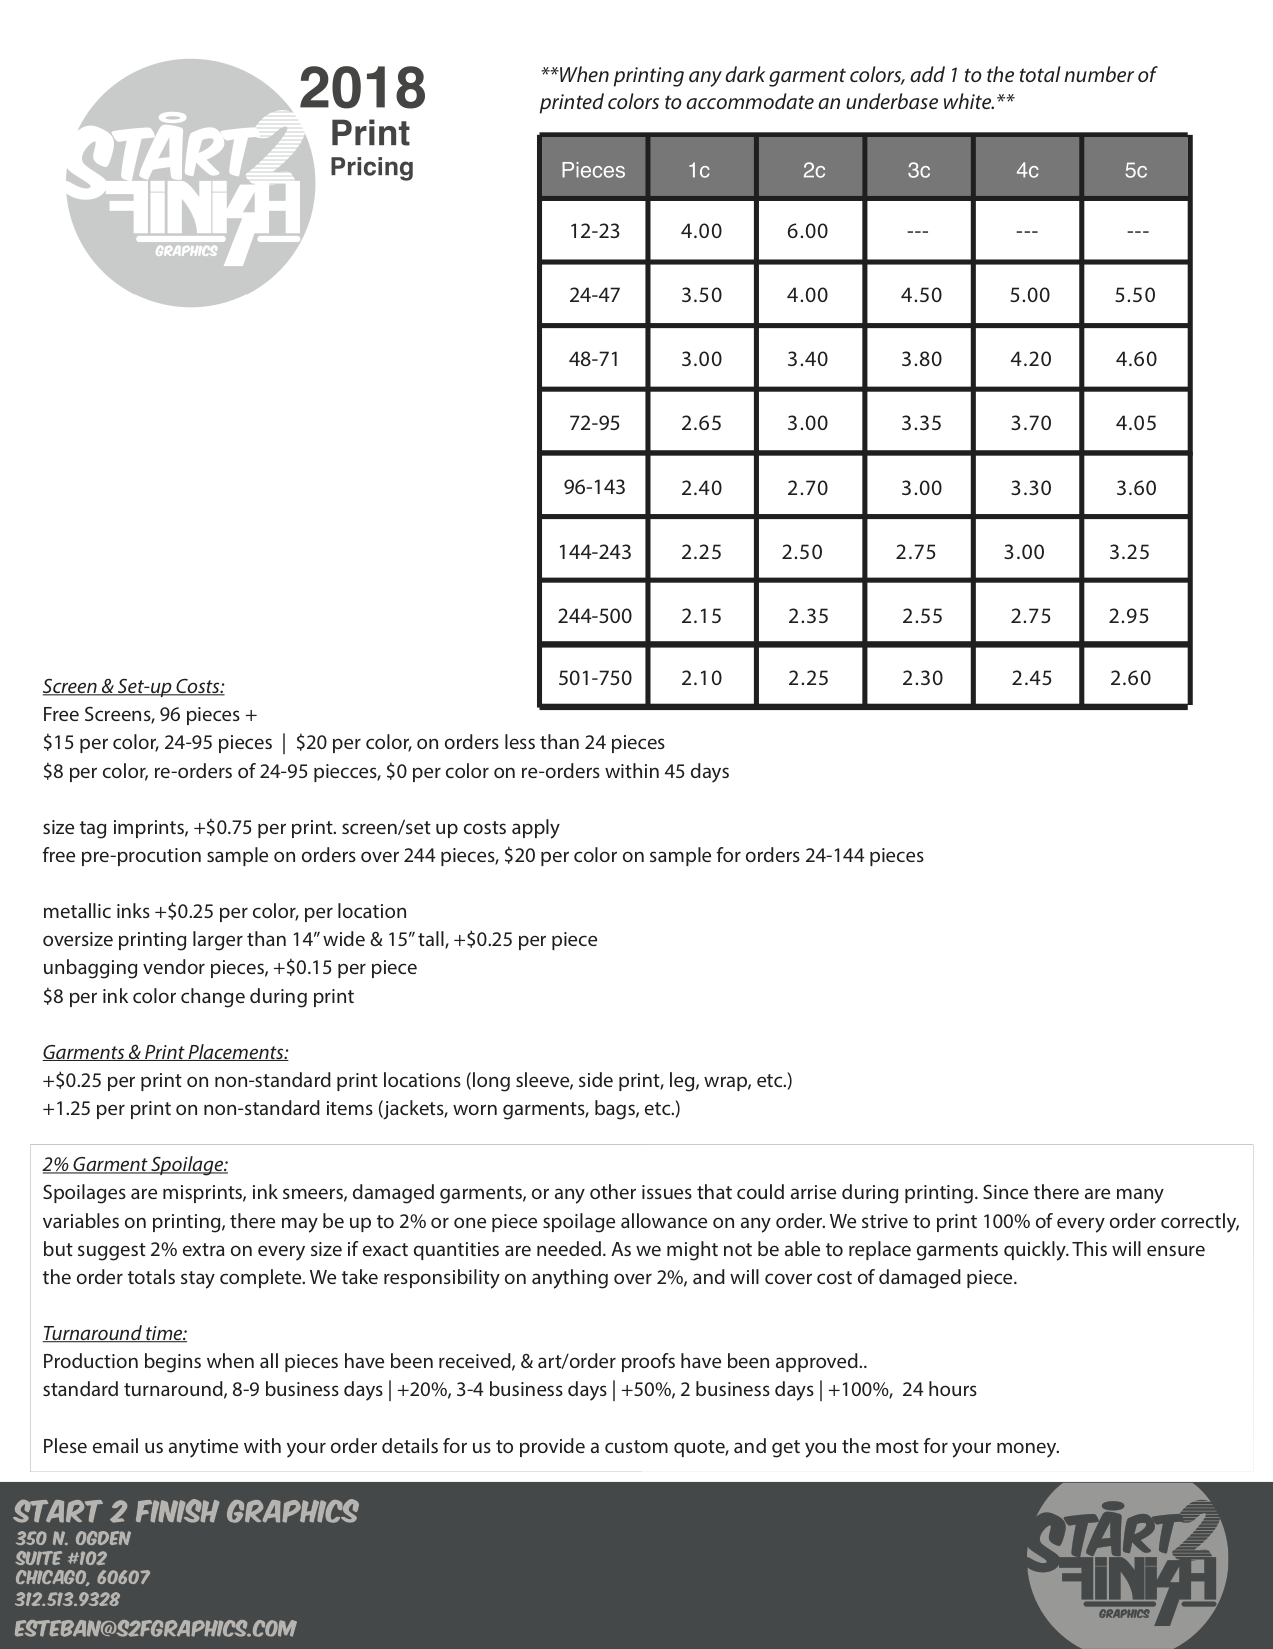 START 2
FINISH
GRAPHICS
2018
Print
Pricing
**When printing any dark garment colors, add 1 to the total number of
printed colors to accommodate an underbase white.**
Pieces 1c 2c 3c 4c 5c
12-23 4.00 6.00 --- --- ---
24-47 3.50 4.00 4.50 5.00 5.50
48-71 3.00 3.40 3.80 4.20 4.60
72-95 2.65 3.00 3.35 3.70 4.05
96-143 2.40 2.70 3.00 3.30 3.60
144-243 2.25 2.50 2.75 3.00 3.25
244-500 2.15 2.35 2.55 2.75 2.95
501-750 2.10 2.25 2.30 2.45 2.60
Screen & Set-up Costs:
Free Screens, 96 pieces +
$15 per color, 24-95 pieces | $20 per color, on orders less than 24 pieces
$8 per color, re-orders of 24-95 piecces, $0 per color on re-orders within 45 days
size tag imprints, +$0.75 per print. screen/set up costs apply
free pre-procution sample on orders over 244 pieces, $20 per color on sample for orders 24-144 pieces
metallic inks +$0.25 per color, per location
oversize printing larger than 14” wide & 15” tall, +$0.25 per piece
unbagging vendor pieces, +$0.15 per piece
$8 per ink color change during print
Garments & Print Placements:
+$0.25 per print on non-standard print locations (long sleeve, side print, leg, wrap, etc.)
+1.25 per print on non-standard items (jackets, worn garments, bags, etc.)
2% Garment Spoilage:
Spoilages are misprints, ink smeers, damaged garments, or any other issues that could arrise during printing. Since there are many
variables on printing, there may be up to 2% or one piece spoilage allowance on any order. We strive to print 100% of every order correctly,
but suggest 2% extra on every size if exact quantities are needed. As we might not be able to replace garments quickly. This will ensure
the order totals stay complete. We take responsibility on anything over 2%, and will cover cost of damaged piece.
Turnaround time:
Production begins when all pieces have been received, & art/order proofs have been approved..
standard turnaround, 8-9 business days | +20%, 3-4 business days | +50%, 2 business days | +100%, 24 hours
Plese email us anytime with your order details for us to provide a custom quote, and get you the most for your money.
START 2 FINISH GRAPHICS
350 N. OGDEN
SUITE #102
CHICAGO, 60607
312.513.9328
ESTEBAN@S2FGRAPHICS.COM
START 2
FINISH
GRAPHICS